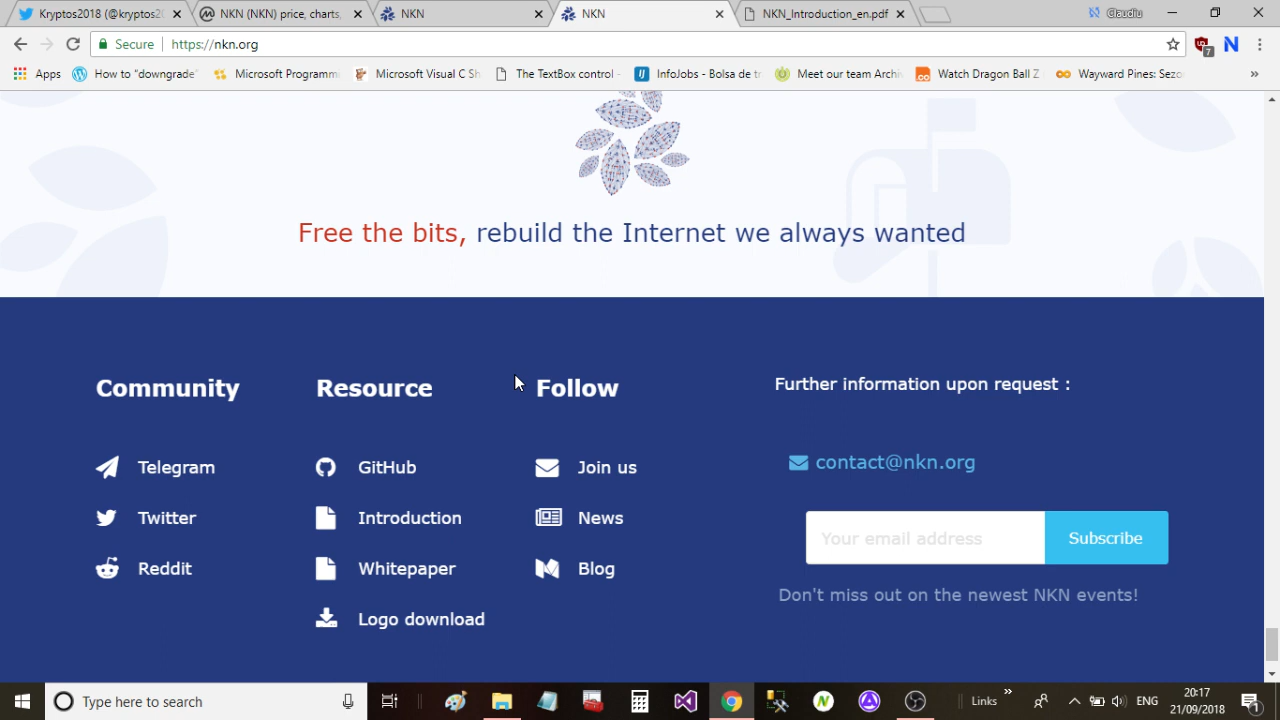 Kryptos2018 (@kryptos20
NKN (NKN) price, charts,
NKN
NKN
NKN_Introduction_en.pdf
Claudiu
Secure
https://nkn.org
7
Apps
How to "downgrade"
Microsoft Programm
Microsoft Visual C Sh
The TextBox control -
InfoJobs - Bolsa de tr
Meet our team Archi
Watch Dragon Ball Z
Wayward Pines: Sezo
»
Free the bits, rebuild the Internet we always wanted
Community
Resource
Follow
Further information upon request :
Telegram
GitHub
Join us
contact@nkn.org
Twitter
Introduction
News
Your email address
Subscribe
Reddit
Whitepaper
Blog
Don't miss out on the newest NKN events!
Logo download
Type here to search
Links
»
ENG
20:17
21/09/2018
1